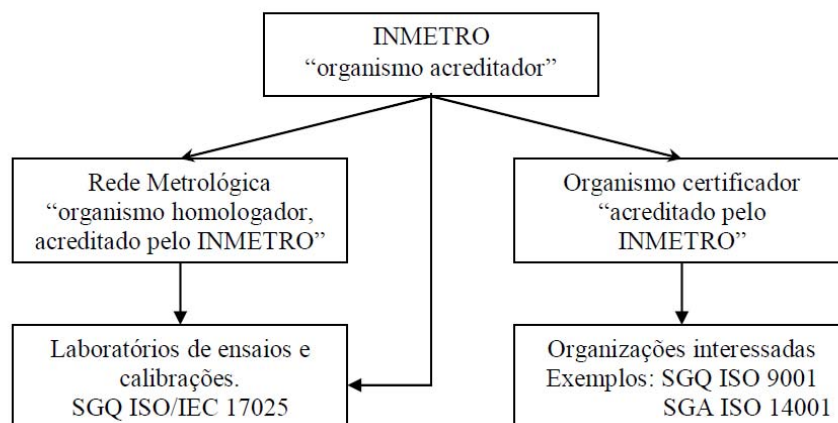 INMETRO
“organismo acreditador”
Rede Metrológica
“organismo homologador,
acreditado pelo INMETRO”
Organismo certificador
“acreditado pelo
INMETRO”
Laboratórios de ensaios e
calibrações.
SGQ ISO/IEC 17025
Organizações interessadas
Exemplos: SGQ ISO 9001
SGA ISO 14001